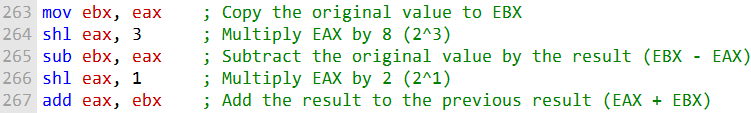 263 mov ebx, eax    ; Copy the original value to EBX
264 shl eax, 3      ; Multiply EAX by 8 (2^3)
265 sub ebx, eax    ; Subtract the original value by the result (EBX - EAX)
266 shl eax, 1      ; Multiply EAX by 2 (2^1)
267 add eax, ebx    ; Add the result to the previous result (EAX + EBX)